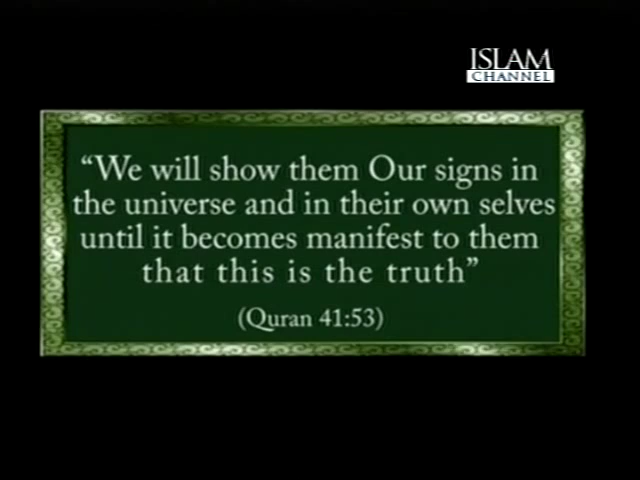 ISLAM
CHANNEL
“We will show them Our signs in
the universe and in their own selves
until it becomes manifest to them
that this is the truth”
(Quran 41:53)